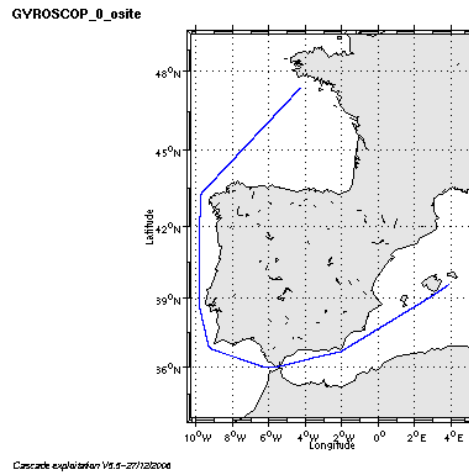 GYROSCOP_0_osite
48°N
45°N
42°N
39°N
36°N
Latitude
10°W 8°W 6°W 4°W 2°W 0°W 2°E 4°E
Longitude
Cascade exploitation V5.5-27/12/2006